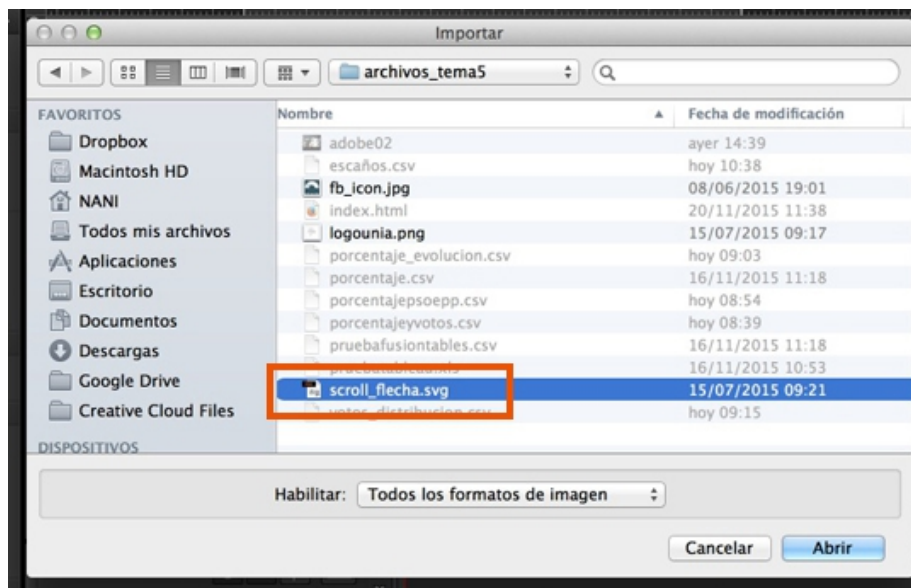 Importar
archivos_tema5
FAVORITOS
Dropbox
Macintosh HD
NANI
Todos mis archivos
Aplicaciones
Escritorio
Documentos
Descargas
Google Drive
Creative Cloud Files
DISPOSITIVOS
Nombre Fecha de modificación
adobe02 ayer 14:39
escaños.csv hoy 10:38
fb_icon.jpg 08/06/2015 19:01
index.html 20/11/2015 11:38
logounia.png 15/07/2015 09:17
porcentaje_evolucion.csv hoy 09:03
porcentaje.csv 16/11/2015 11:18
porcentajepsoepp.csv hoy 08:54
porcentajeyvotos.csv hoy 08:39
pruebafusiontables.csv 16/11/2015 11:18
pruebatableau.xls 16/11/2015 10:53
scroll_flecha.svg 15/07/2015 09:21
votos_distribucion.csv hoy 09:15
Habilitar: Todos los formatos de imagen
Cancelar Abrir